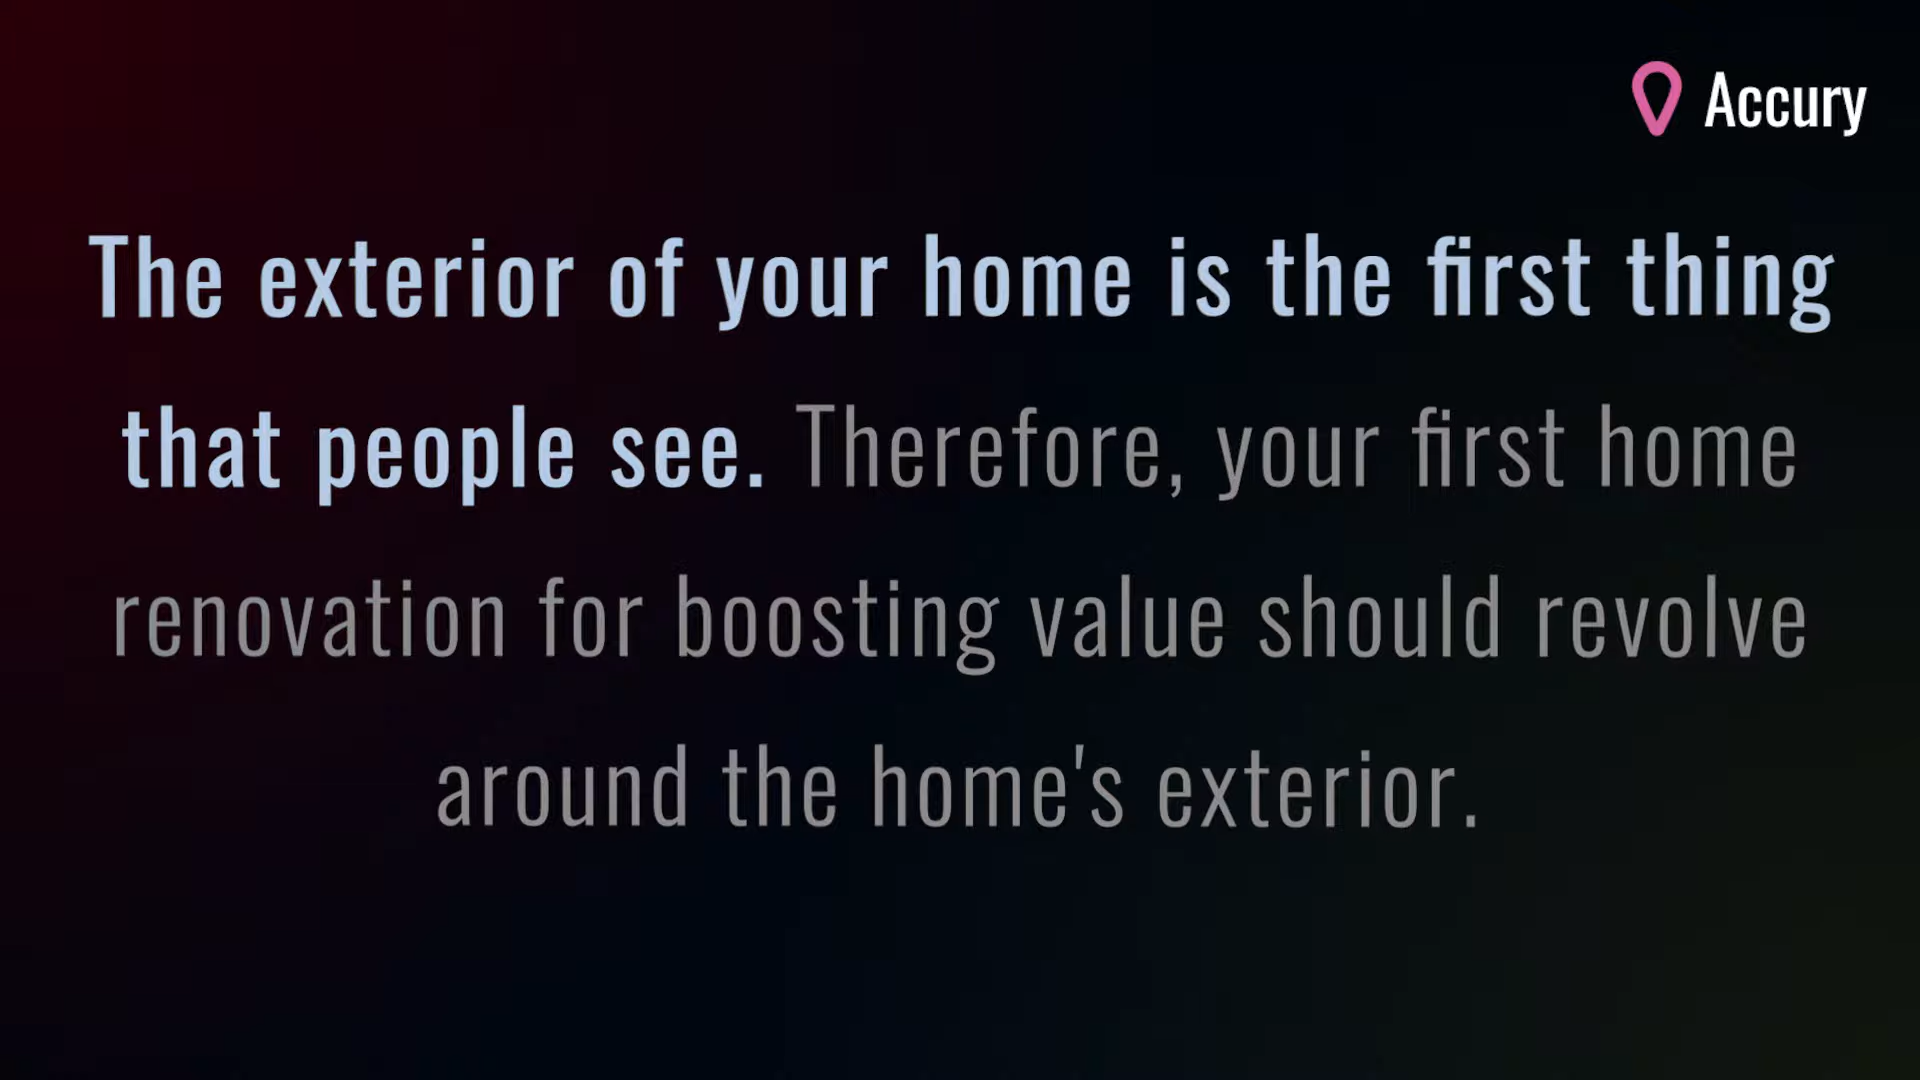 Accury
The exterior of your home is the first thing
that people see. Therefore, your first home
renovation for boosting value should revolve
around the home's exterior.